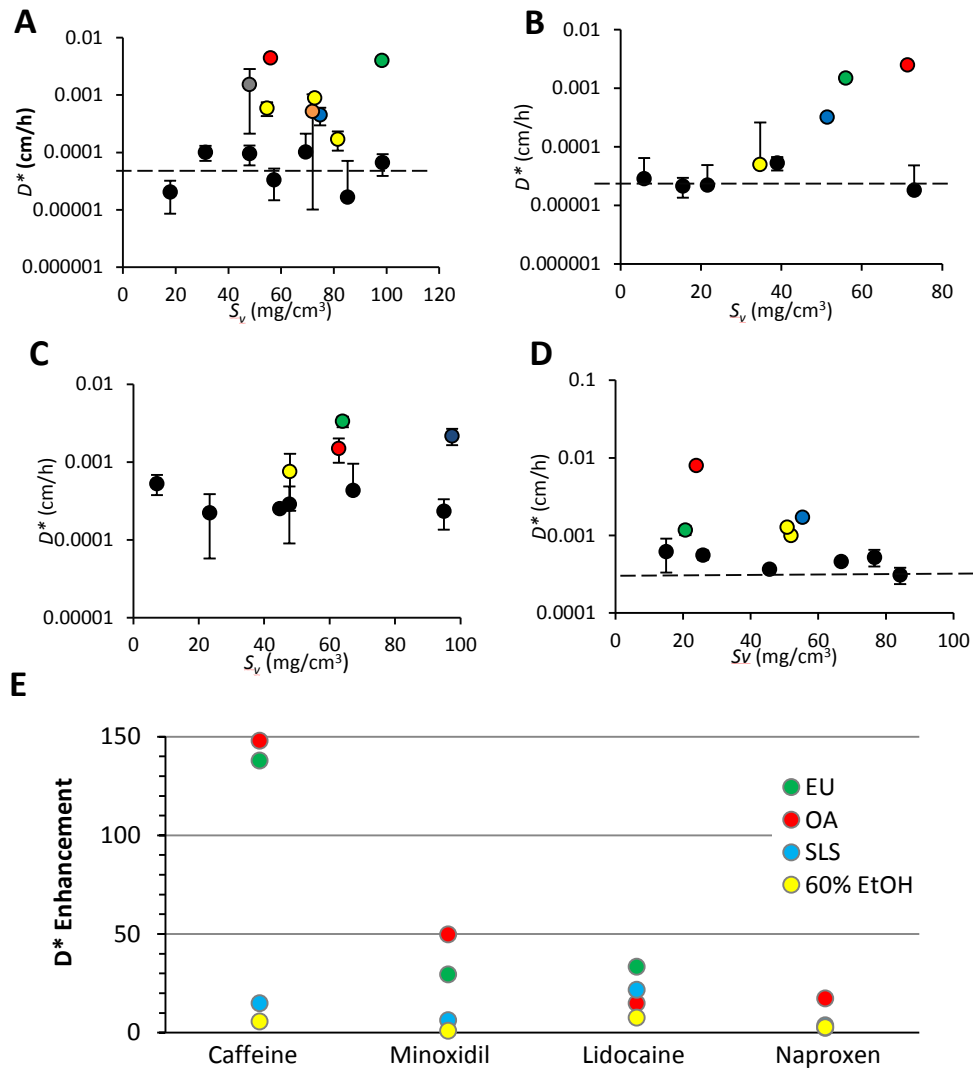 A
D* (cm/h)
0.01
0.001
0.0001
0.00001
0.000001
0 20 40 60 80 100 120
Sv (mg/cm3)
B
D* (cm/h)
0.01
0.001
0.0001
0.00001
0.000001
0 20 40 60 80
Sv (mg/cm3)
C
D* (cm/h)
0.01
0.001
0.0001
0.00001
0 20 40 60 80 100
Sv (mg/cm3)
D
D* (cm/h)
0.1
0.01
0.001
0.0001
0 20 40 60 80 100
Sv (mg/cm3)
E
D* Enhancement
150
100
50
0
EU
OA
SLS
60% EtOH
Caffeine Minoxidil Lidocaine Naproxen